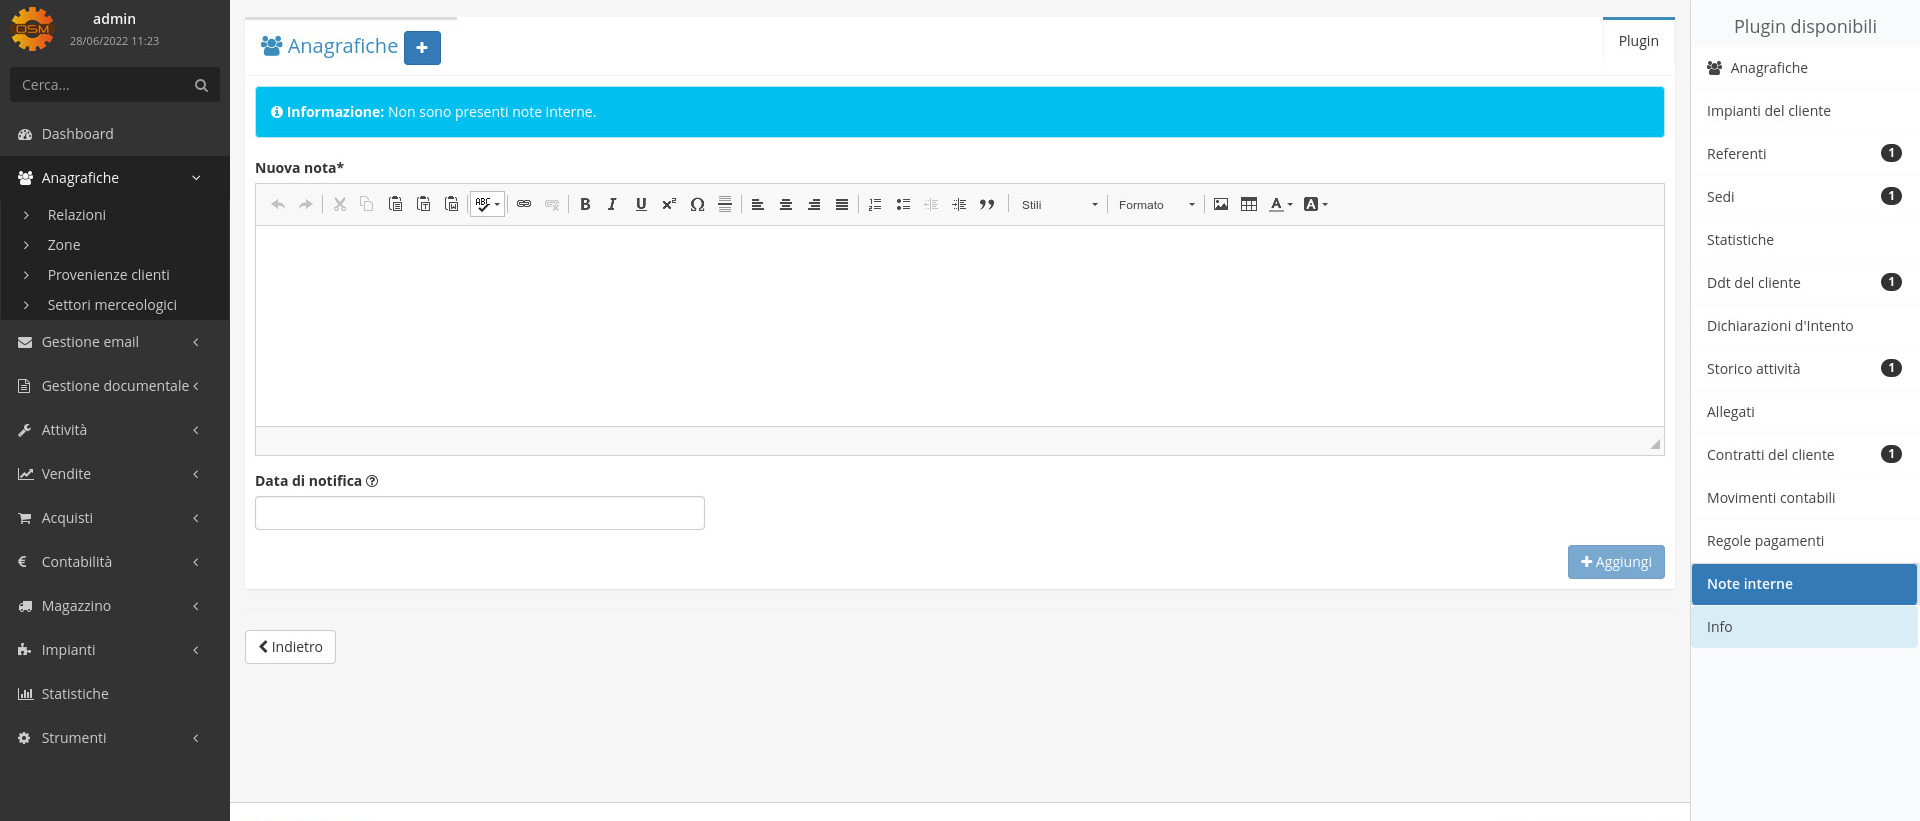 OSM
admin
28/06/2022 11:23
Cerca...
Dashboard
Anagrafiche
Relazioni
Zone
Provenienze clienti
Settori merceologici
Gestione email
Gestione documentale
Attività
Vendite
Acquisti
€ Contabilità
Magazzino
Impianti
Statistiche
Strumenti
Anagrafiche
Plugin
Informazione: Non sono presenti note interne.
Nuova nota*
ABC B I U x² Ω Stili Formato A A
Data di notifica
Aggiungi
Indietro
Plugin disponibili
Anagrafiche
Impianti del cliente
Referenti 1
Sedi 1
Statistiche
Ddt del cliente 1
Dichiarazioni d'Intento
Storico attività 1
Allegati
Contratti del cliente 1
Movimenti contabili
Regole pagamenti
Note interne
Info